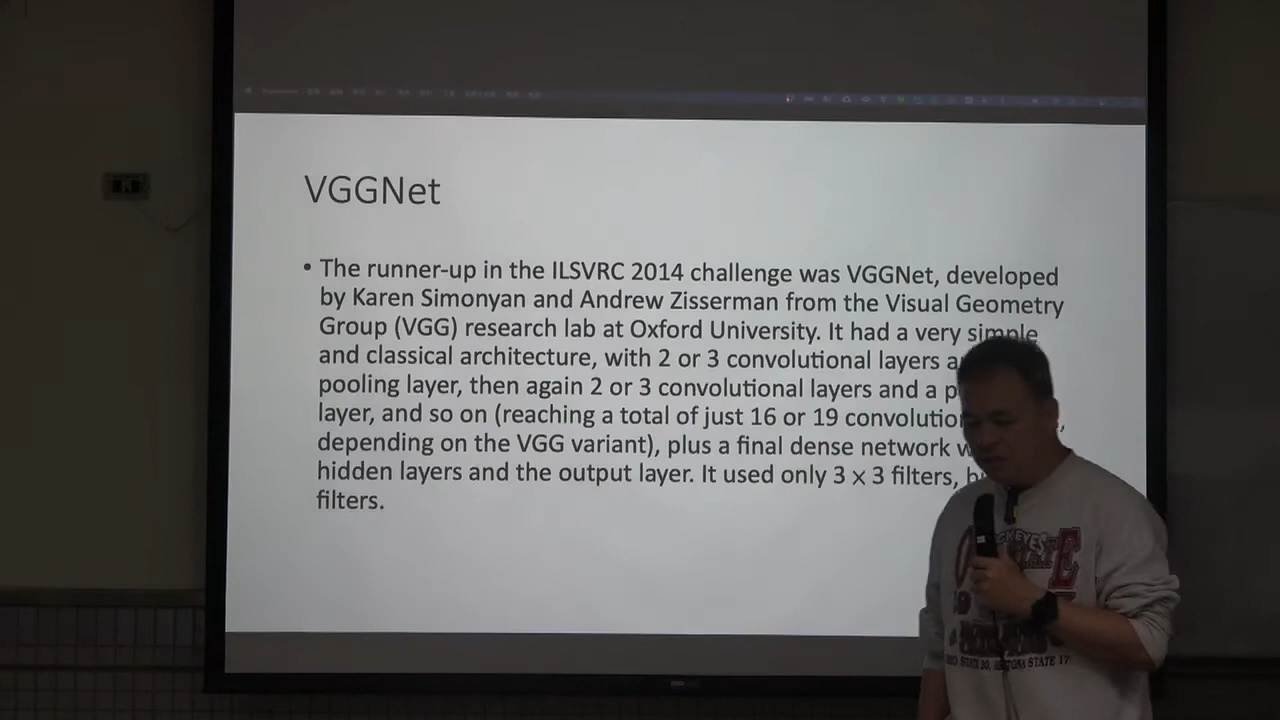 VGGNet
• The runner-up in the ILSVRC 2014 challenge was VGGNet, developed
by Karen Simonyan and Andrew Zisserman from the Visual Geometry
Group (VGG) research lab at Oxford University. It had a very simple
and classical architecture, with 2 or 3 convolutional layers
pooling layer, then again 2 or 3 convolutional layers and a
layer, and so on (reaching a total of just 16 or 19
depending on the VGG variant), plus a final dense network
hidden layers and the output layer. It used only 3 x 3 filters,
filters.
STATE 17